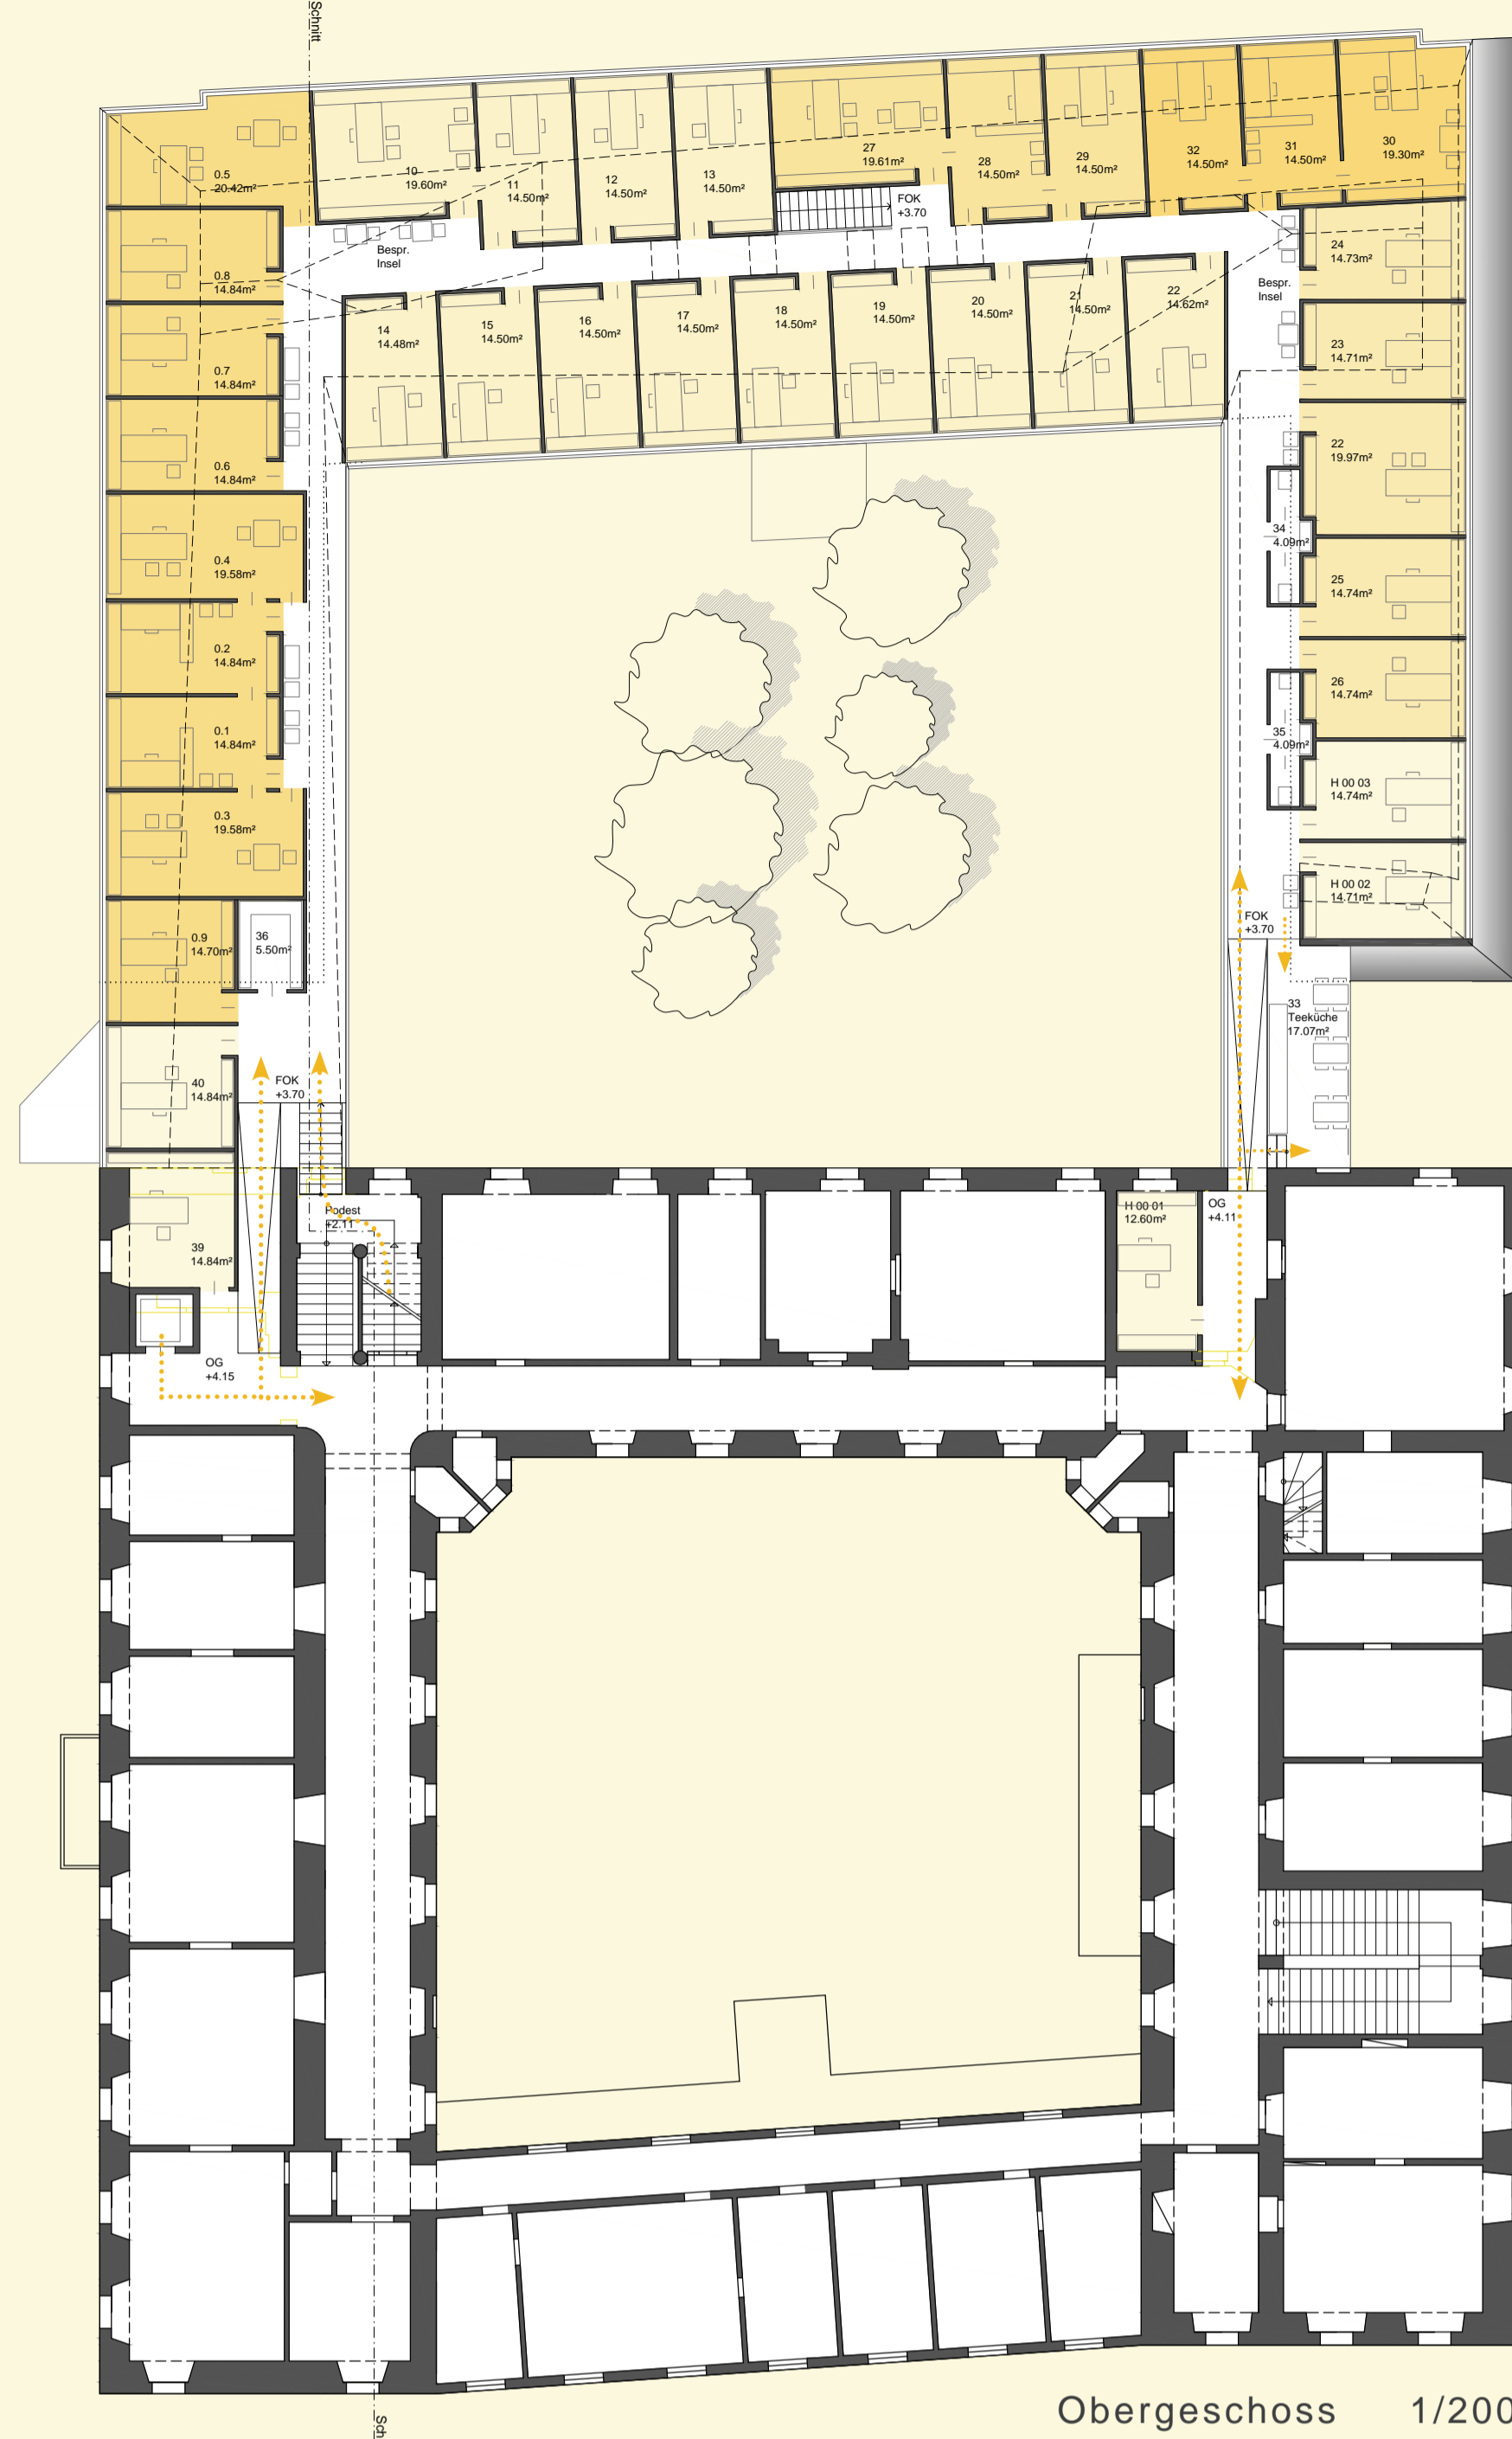 Schnitt
0.5
20.42m²
10
19.60m²
11
14.50m²
12
14.50m²
13
14.50m²
27
19.61m²
28
14.50m²
29
14.50m²
32
14.50m²
31
14.50m²
30
19.30m²
FOK
+3.70
Bespr.
Insel
0.8
14.84m²
24
14.73m²
Bespr.
Insel
14
14.48m²
15
14.50m²
16
14.50m²
17
14.50m²
18
14.50m²
19
14.50m²
20
14.50m²
21
14.50m²
22
14.62m²
23
14.71m²
0.7
14.84m²
0.6
14.84m²
22
19.97m²
34
4.09m²
0.4
19.58m²
25
14.74m²
0.2
14.84m²
26
14.74m²
0.1
14.84m²
35
4.09m²
H 00 03
14.74m²
0.3
19.58m²
H 00 02
14.71m²
FOK
+3.70
0.9
14.70m²
36
5.50m²
33
Teeküche
17.07m²
40
14.84m²
FOK
+3.70
Podest
+2.11
H 00 01
12.60m²
OG
+4.11
39
14.84m²
OG
+4.15
Sch
Obergeschoss 1/200